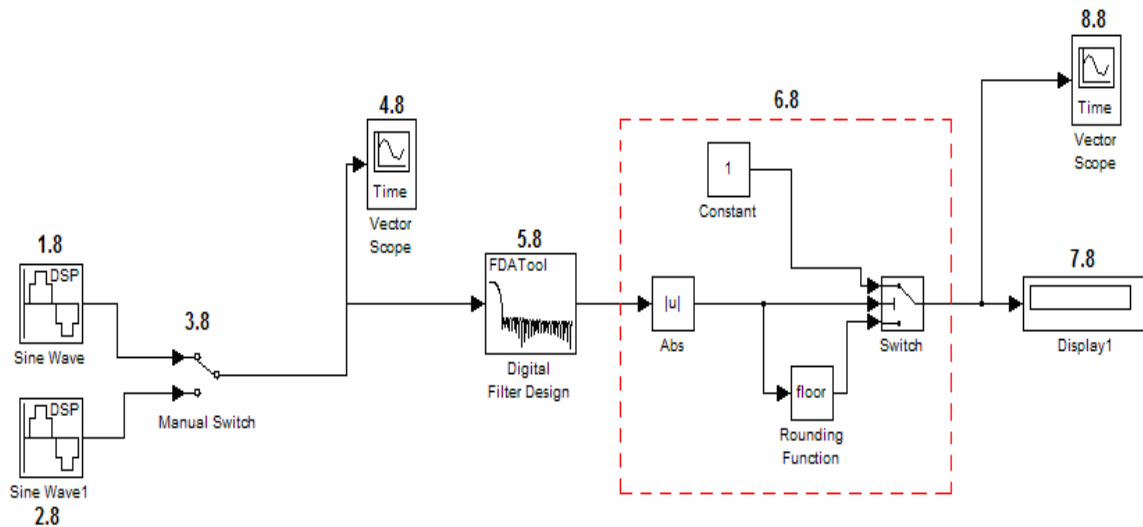 8.8
Time
Vector
Scope
6.8
4.8
Time
Vector
Scope
1
Constant
5.8
FDATool
Digital
Filter Design
1.8
DSP
Sine Wave
3.8
Manual Switch
|u|
Abs
floor
Rounding
Function
Switch
7.8
Display1
DSP
Sine Wave1
2.8